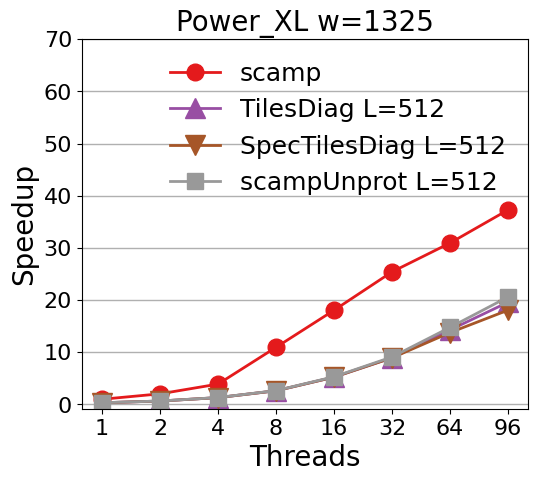 Power_XL w=1325
70
60
50
40
30
20
10
0
Speedup
scamp
TilesDiag L=512
SpecTilesDiag L=512
scampUnprot L=512
1 2 4 8 16 32 64 96
Threads